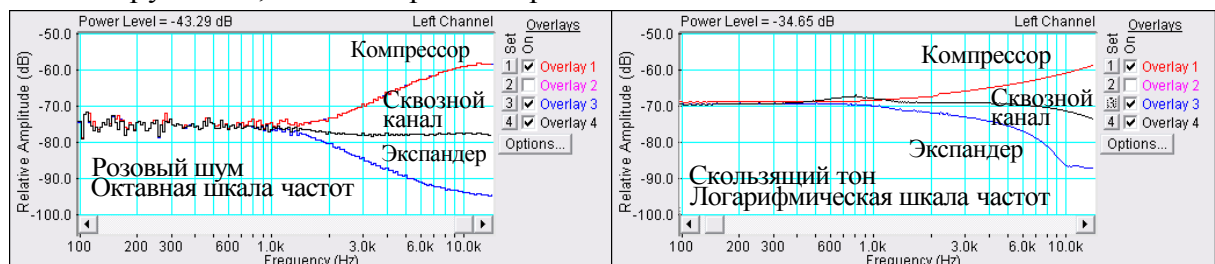 Power Level = -43.29 dB Left Channel
Overlays
Set On
-50.0
-60.0
-70.0
-80.0
-90.0
-100.0
Relative Amplitude (dB)
Компрессор
Сквозной
канал
Экспандер
Розовый шум
Октавная шкала частот
1 Overlay 1
2 Overlay 2
3 Overlay 3
4 Overlay 4
Options...
100 200 300 600 1.0k 3.0k 6.0k 10.0k
Frequency (Hz)
Power Level = -34.65 dB Left Channel
Overlays
Set On
-50.0
-60.0
-70.0
-80.0
-90.0
-100.0
Relative Amplitude (dB)
Компрессор
Сквозной
канал
Экспандер
Скользящий тон
Логарифмическая шкала частот
1 Overlay 1
2 Overlay 2
3 Overlay 3
4 Overlay 4
Options...
100 200 300 600 1.0k 3.0k 6.0k 10.0k
Frequency (Hz)